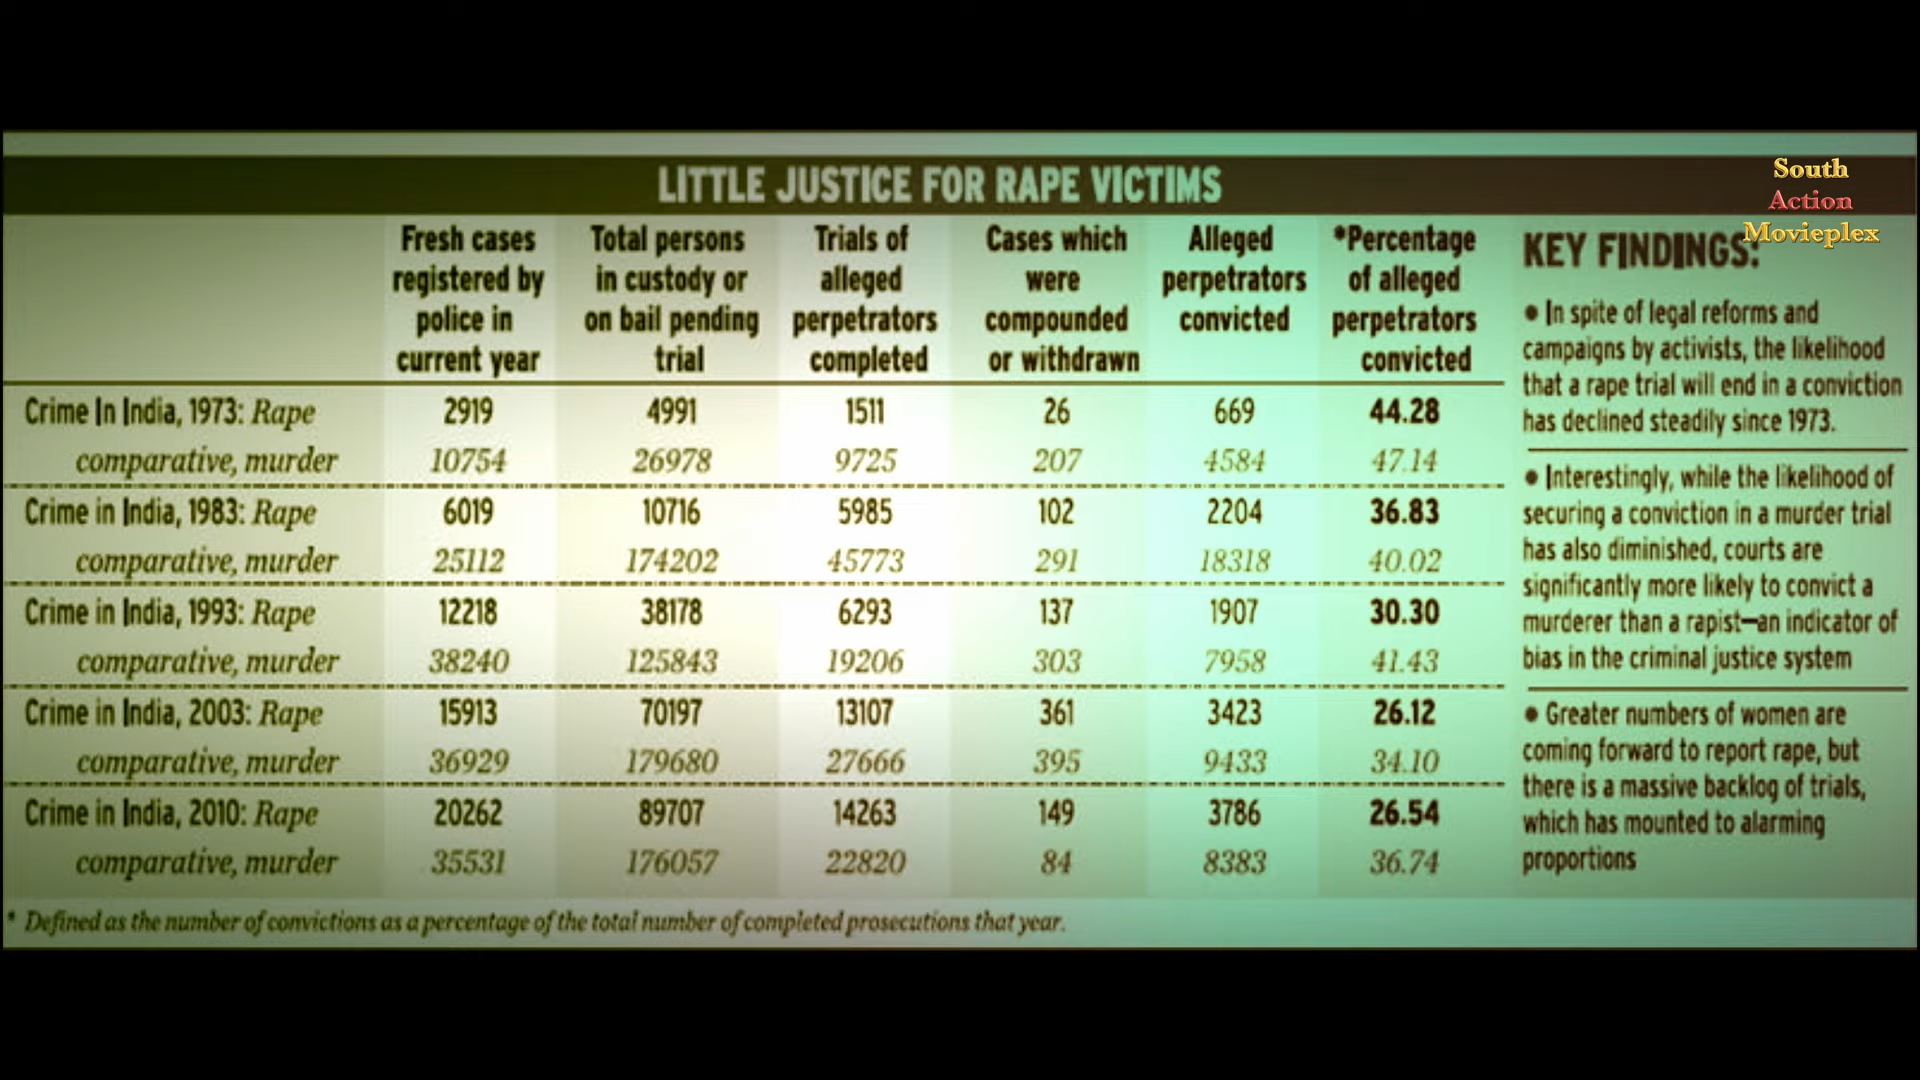 LITTLE JUSTICE FOR RAPE VICTIMS
South
Action
Movieplex
Fresh cases
registered by
police in
current year
Total persons
in custody or
on bail pending
trial
Trials of
alleged
perpetrators
completed
Cases which
were
compounded
or withdrawn
Alleged
perpetrators
convicted
*Percentage
of alleged
perpetrators
convicted
Crime In India, 1973: Rape 2919 4991 1511 26 669 44.28
comparative, murder 10754 26978 9725 207 4584 47.14
Crime in India, 1983: Rape 6019 10716 5985 102 2204 36.83
comparative, murder 25112 174202 45773 291 18318 40.02
Crime in India, 1993: Rape 12218 38178 6293 137 1907 30.30
comparative, murder 38240 125843 19206 303 7958 41.43
Crime in India, 2003: Rape 15913 70197 13107 361 3423 26.12
comparative, murder 36929 179680 27666 395 9433 34.10
Crime in India, 2010: Rape 20262 89707 14263 149 3786 26.54
comparative, murder 35531 176057 22820 84 8383 36.74
* Defined as the number of convictions as a percentage of the total number of completed prosecutions that year.
KEY FINDINGS:
• In spite of legal reforms and
campaigns by activists, the likelihood
that a rape trial will end in a conviction
has declined steadily since 1973.
• Interestingly, while the likelihood of
securing a conviction in a murder trial
has also diminished, courts are
significantly more likely to convict a
murderer than a rapist—an indicator of
bias in the criminal justice system
• Greater numbers of women are
coming forward to report rape, but
there is a massive backlog of trials,
which has mounted to alarming
proportions